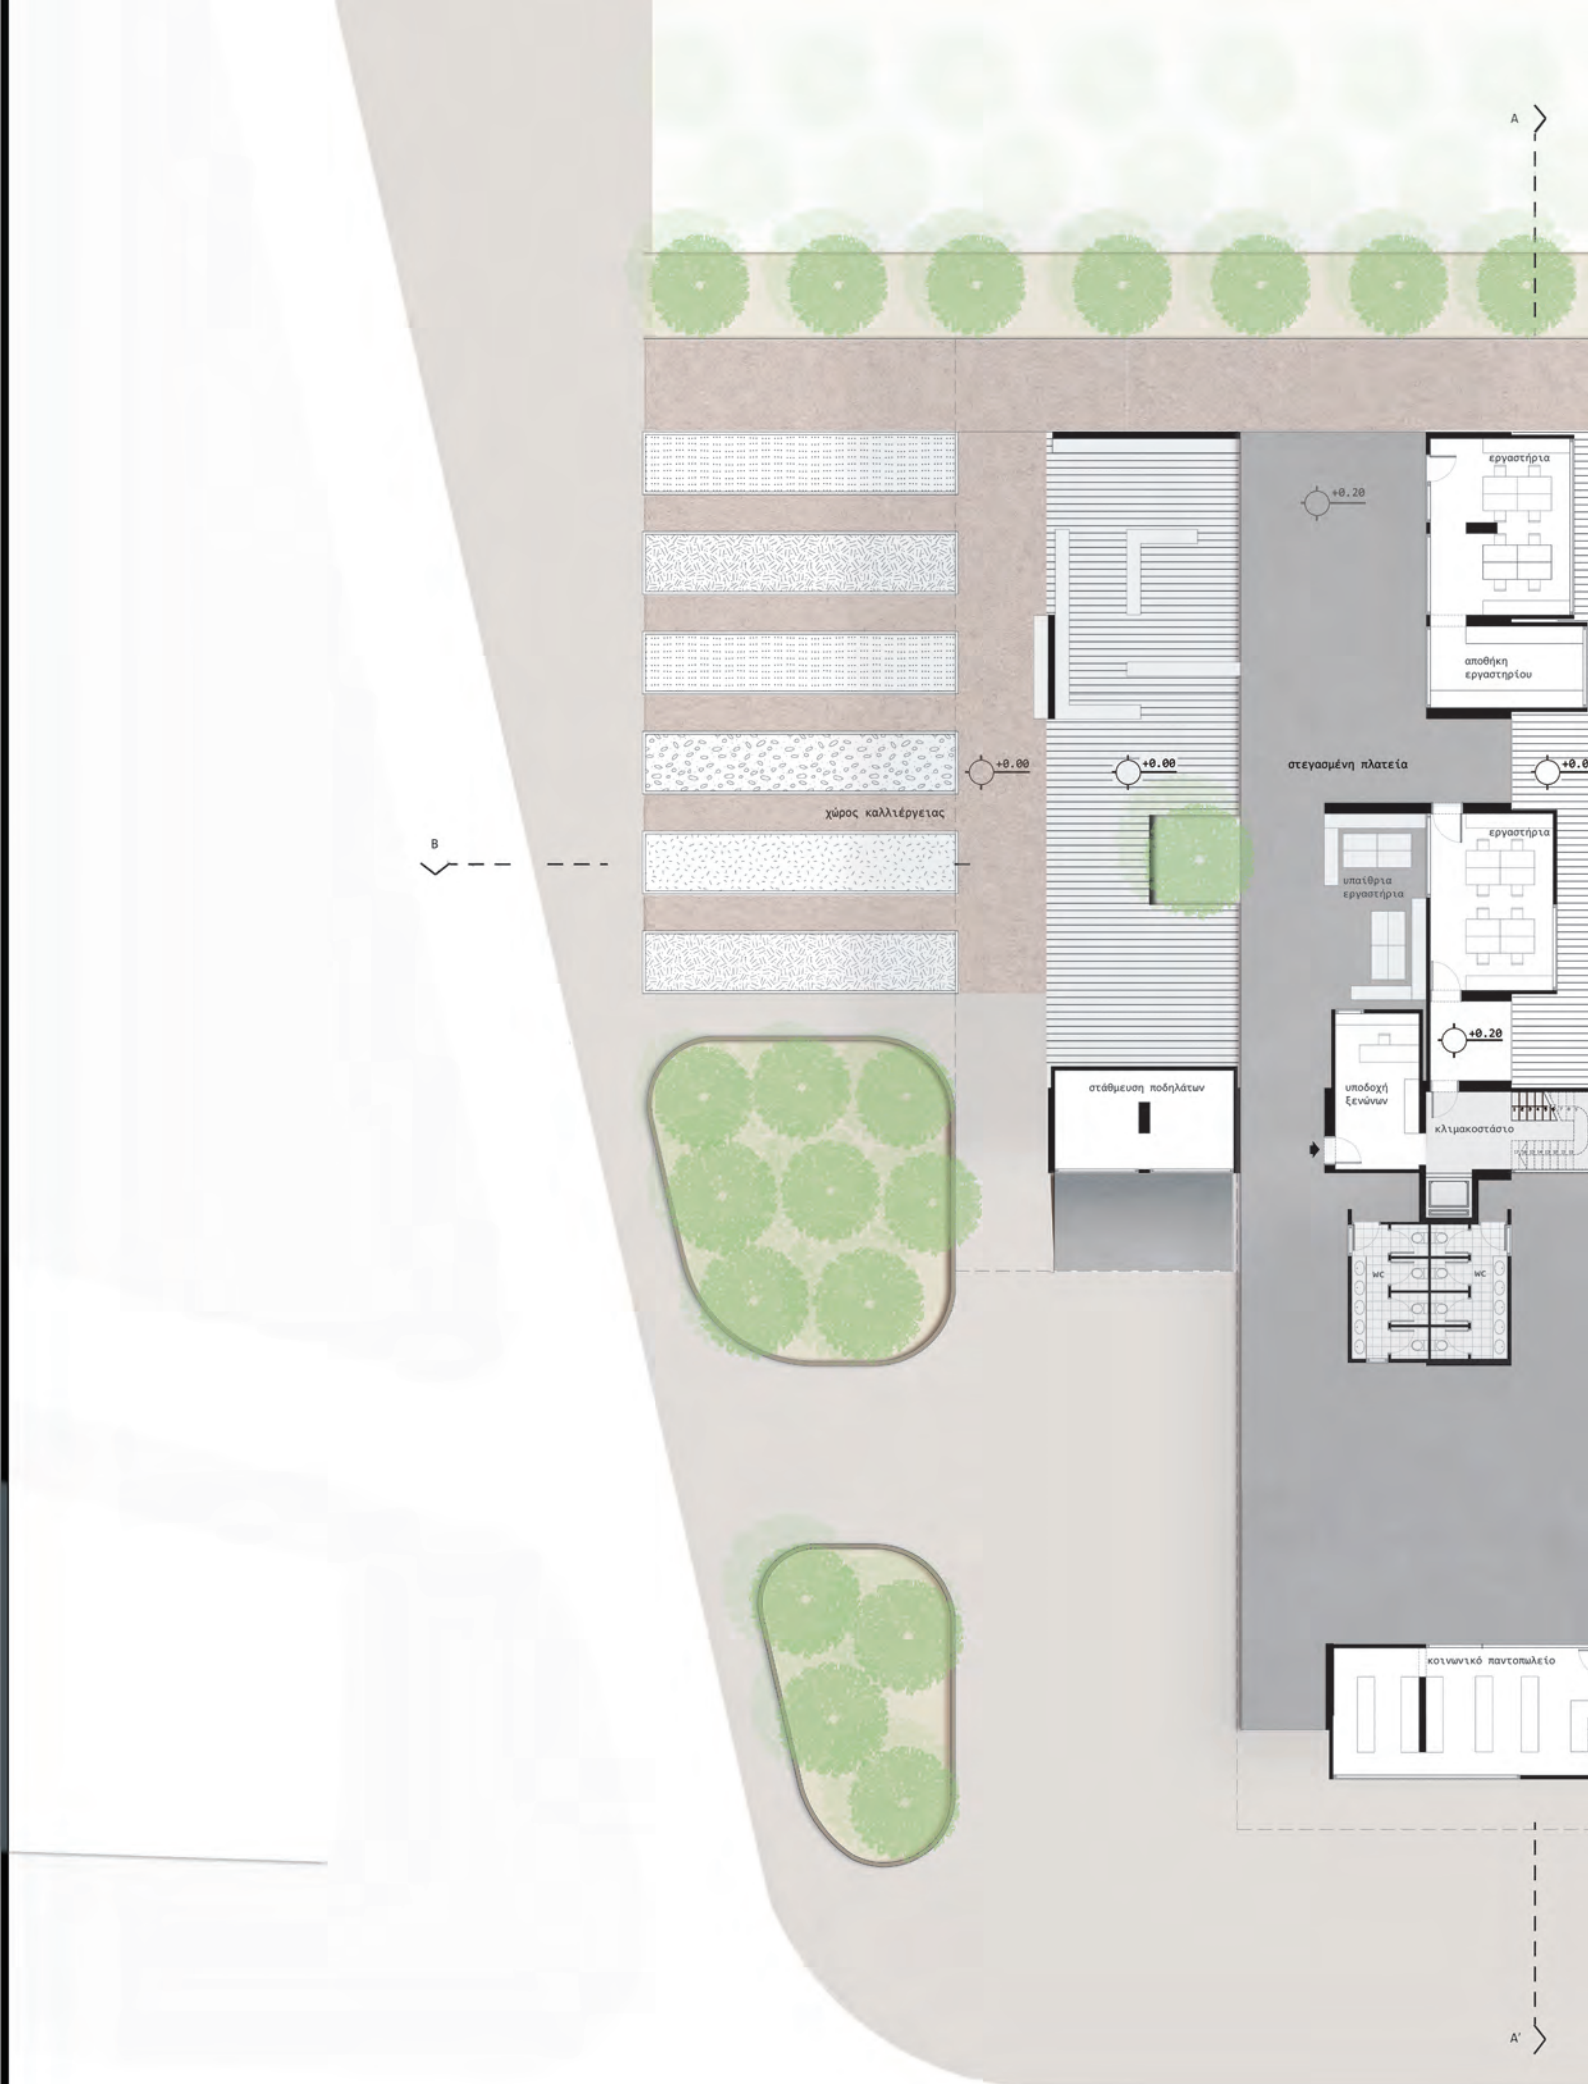 A
εργαστήρια
+0.20
αποθήκη
εργαστηρίου
+0.00
+0.00
στεγασμένη πλατεία
+0.0
χώρος καλλιέργειας
εργαστήρια
B
υπαίθρια
εργαστήρια
+0.20
στάθμευση ποδηλάτων
υποδοχή
ξενώνων
κλιμακοστάσιο
WC
WC
κοινωνικό παντοπωλείο
A'